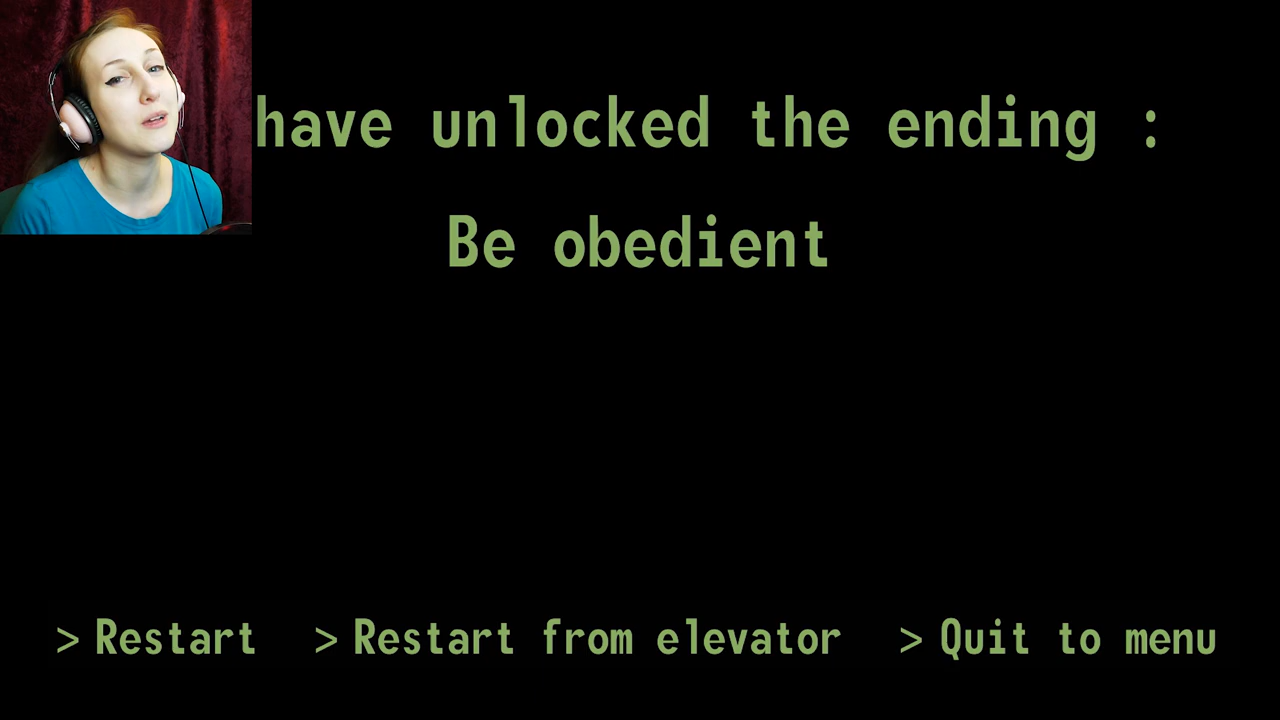 have unlocked the ending :
Be obedient
> Restart > Restart from elevator > Quit to menu